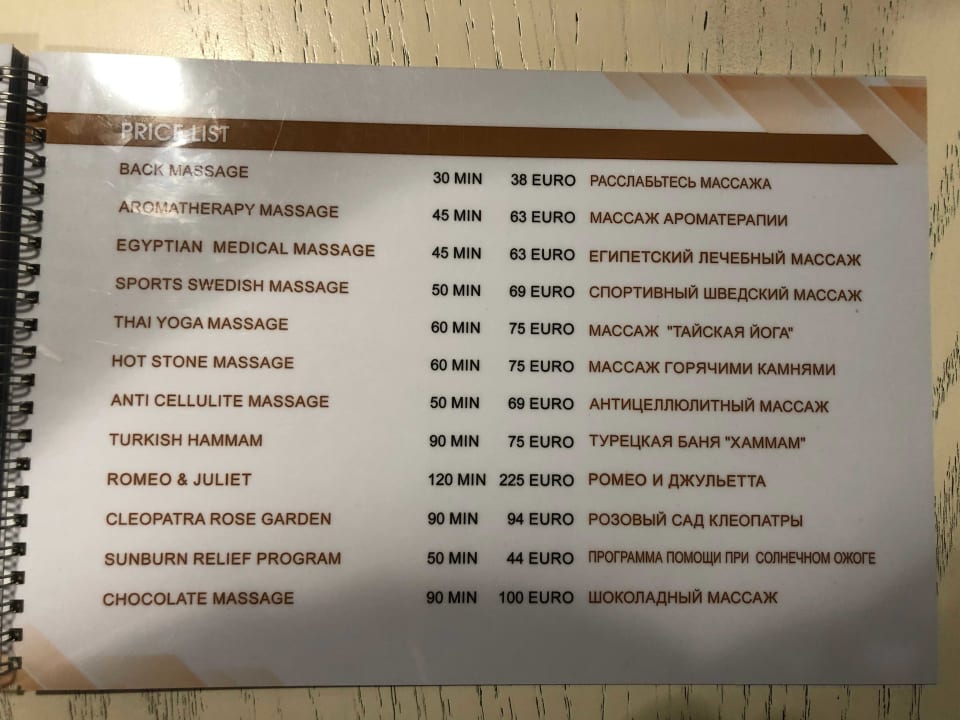 PRICE LIST
BACK MASSAGE 30 MIN 38 EURO РАССЛАБЬТЕСЬ МАССАЖА
AROMATHERAPY MASSAGE 45 MIN 63 EURO МАССАЖ АРОМАТЕРАПИИ
EGYPTIAN MEDICAL MASSAGE 45 MIN 63 EURO ЕГИПЕТСКИЙ ЛЕЧЕБНЫЙ МАССАЖ
SPORTS SWEDISH MASSAGE 50 MIN 69 EURO СПОРТИВНЫЙ ШВЕДСКИЙ МАССАЖ
THAI YOGA MASSAGE 60 MIN 75 EURO МАССАЖ "ТАЙСКАЯ ЙОГА"
HOT STONE MASSAGE 60 MIN 75 EURO МАССАЖ ГОРЯЧИМИ КАМНЯМИ
ANTI CELLULITE MASSAGE 50 MIN 69 EURO АНТИЦЕЛЛЮЛИТНЫЙ МАССАЖ
TURKISH HAMMAM 90 MIN 75 EURO ТУРЕЦКАЯ БАНЯ "ХАММАМ"
ROMEO & JULIET 120 MIN 225 EURO РОМЕО И ДЖУЛЬЕТТА
CLEOPATRA ROSE GARDEN 90 MIN 94 EURO РОЗОВЫЙ САД КЛЕОПАТРЫ
SUNBURN RELIEF PROGRAM 50 MIN 44 EURO ПРОГРАММА ПОМОЩИ ПРИ СОЛНЕЧНОМ ОЖОГЕ
CHOCOLATE MASSAGE 90 MIN 100 EURO ШОКОЛАДНЫЙ МАССАЖ